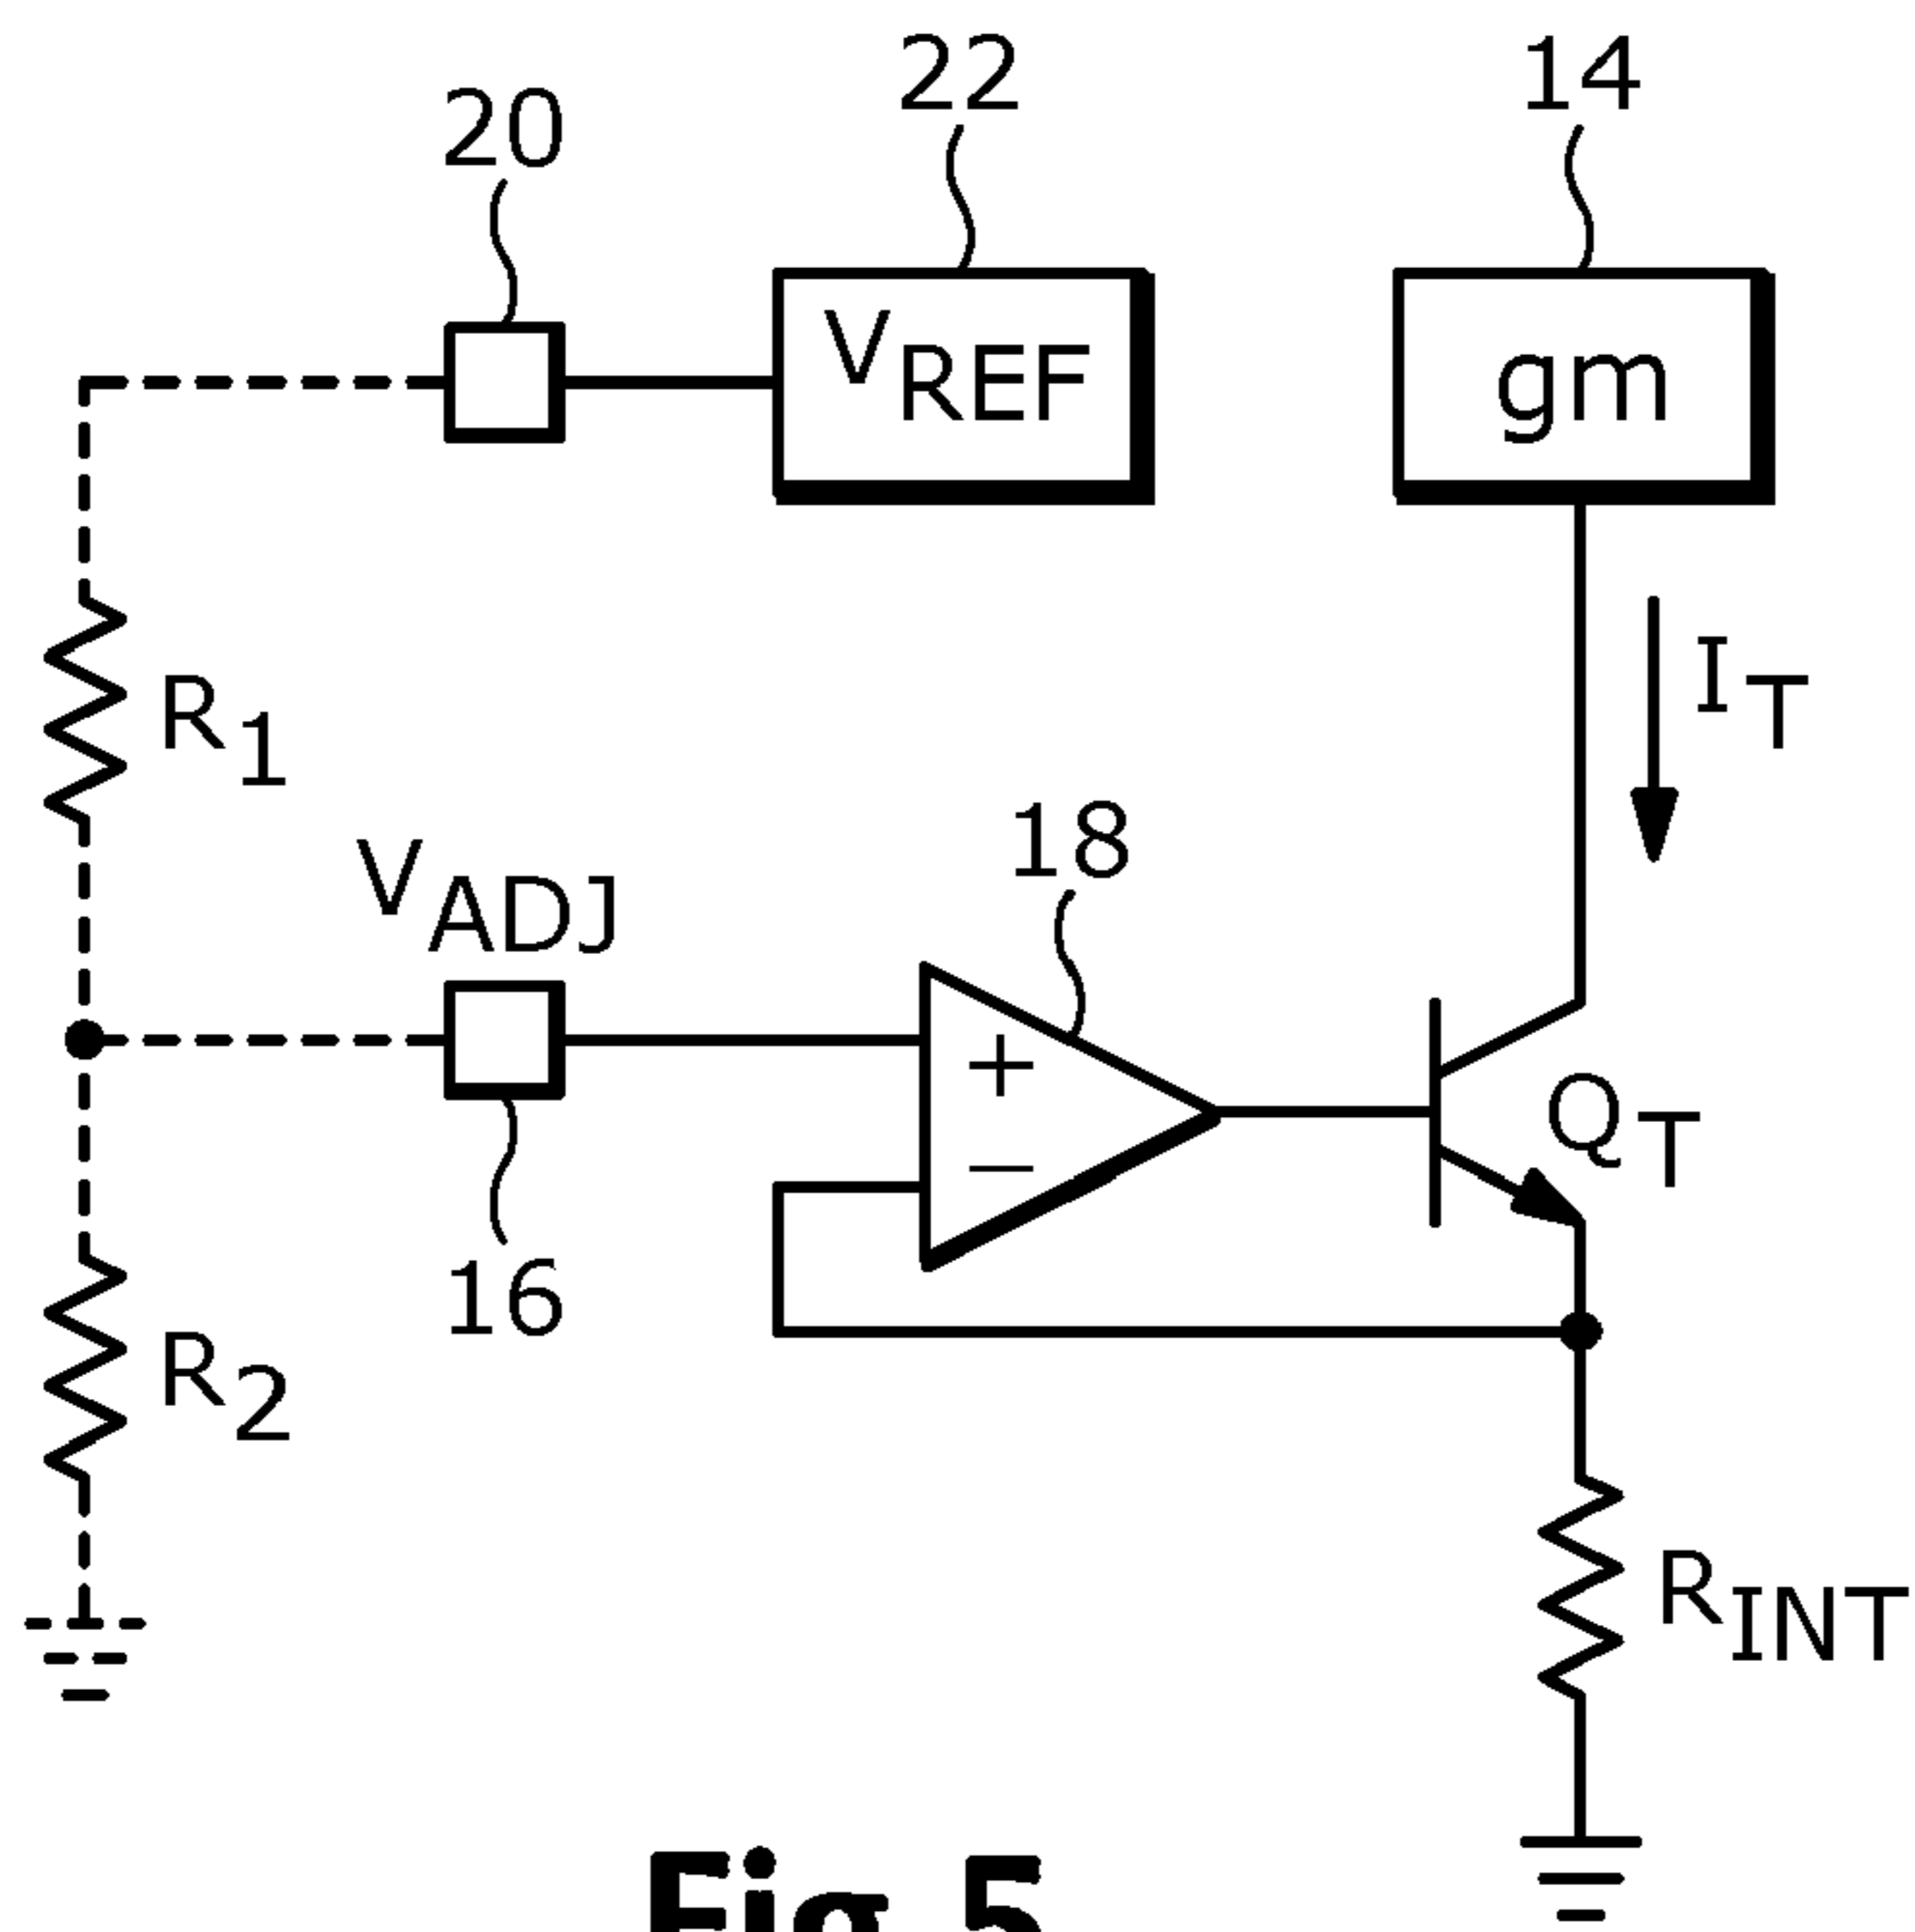 22
14
20
VREF
gm
IT
R1
VADJ
18
+
QT
−
16
R2
RINT
Fig.5